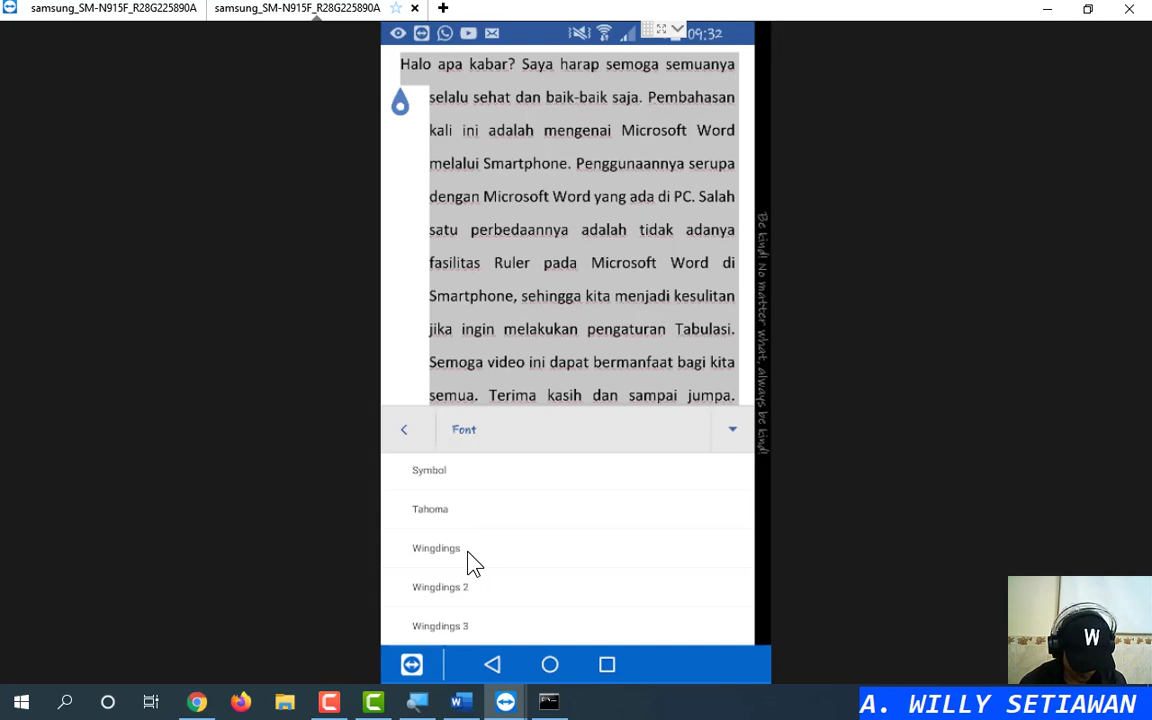 samsung_SM-N915F_R28G225890A
samsung_SM-N915F_R28G225890A
09:32
Halo apa kabar? Saya harap semoga semuanya
selalu sehat dan baik-baik saja. Pembahasan
kali ini adalah mengenai Microsoft Word
melalui Smartphone. Penggunaannya serupa
dengan Microsoft Word yang ada di PC. Salah
satu perbedaannya adalah tidak adanya
fasilitas Ruler pada Microsoft Word di
Smartphone, sehingga kita menjadi kesulitan
jika ingin melakukan pengaturan Tabulasi.
Semoga video ini dapat bermanfaat bagi kita
semua. Terima kasih dan sampai jumpa.
Be kind! No matter what, always be kind!
Font
Symbol
Tahoma
Wingdings
Wingdings 2
Wingdings 3
W
A. WILLY SETIAWAN